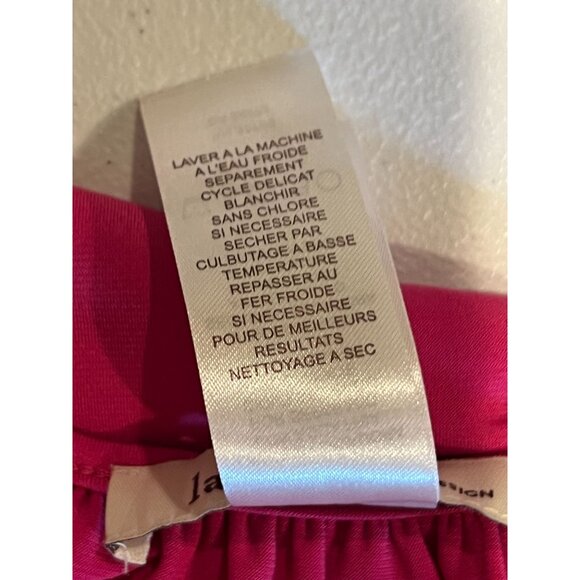 LAVER A LA MACHINE
A L'EAU FROIDE
SEPAREMENT
CYCLE DELICAT
BLANCHIR
SANS CHLORE
SI NECESSAIRE
SECHER PAR
CULBUTAGE A BASSE
TEMPERATURE
REPASSER AU
FER FROIDE
SI NECESSAIRE
POUR DE MEILLEURS
RESULTATS
NETTOYAGE A SEC